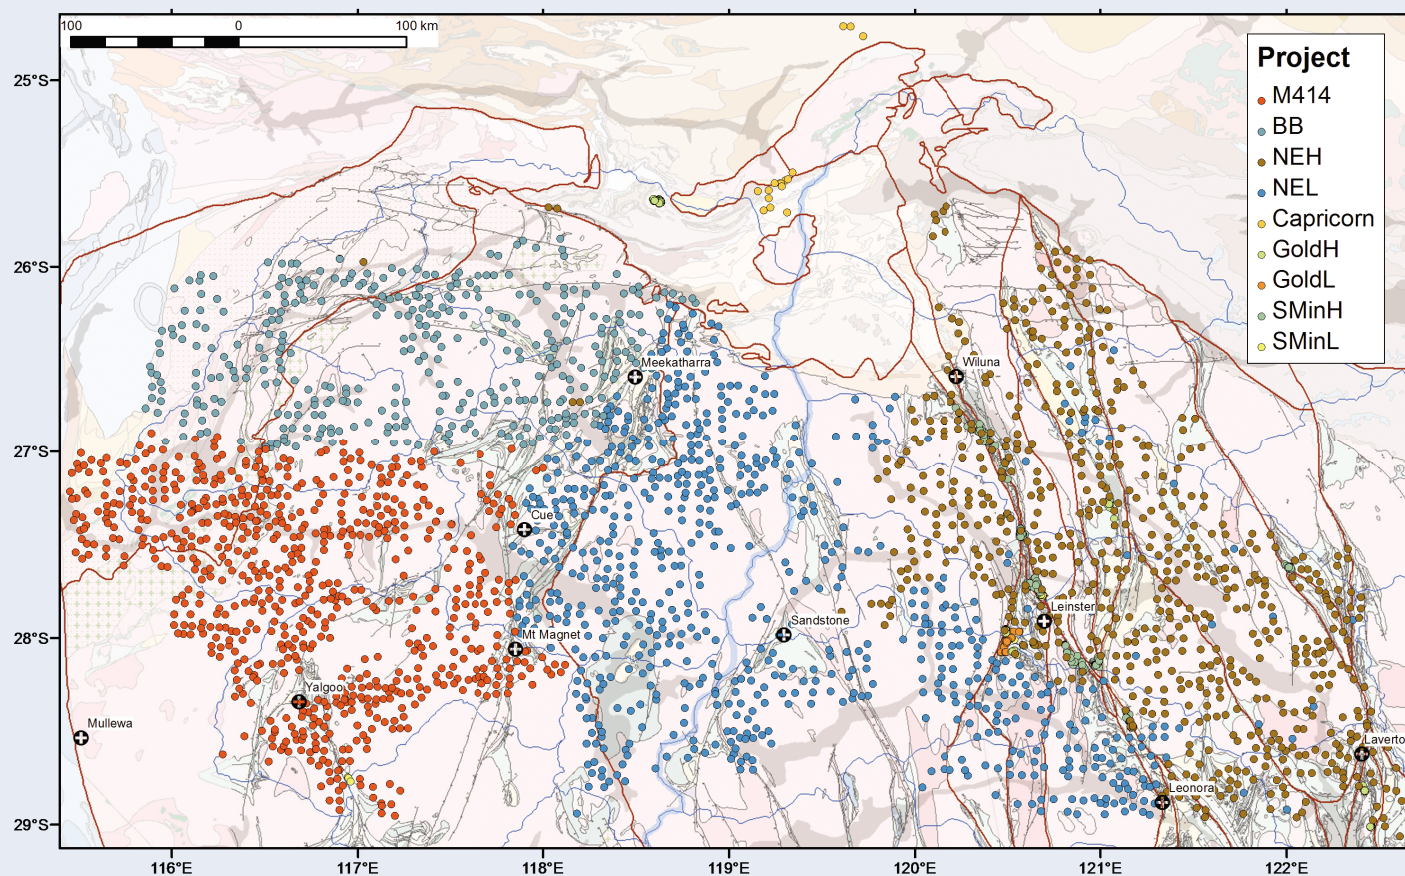 100 0 100 km
25°S
26°S
27°S
28°S
29°S
Project
M414
BB
NEH
NEL
Capricorn
GoldH
GoldL
SMinH
SMinL
Meekatharra
Wiluna
Cue
Leinster
Sandstone
Mt Magnet
Yalgoo
Mullewa
Laverto
Leonora
116°E 117°E 118°E 119°E 120°E 121°E 122°E